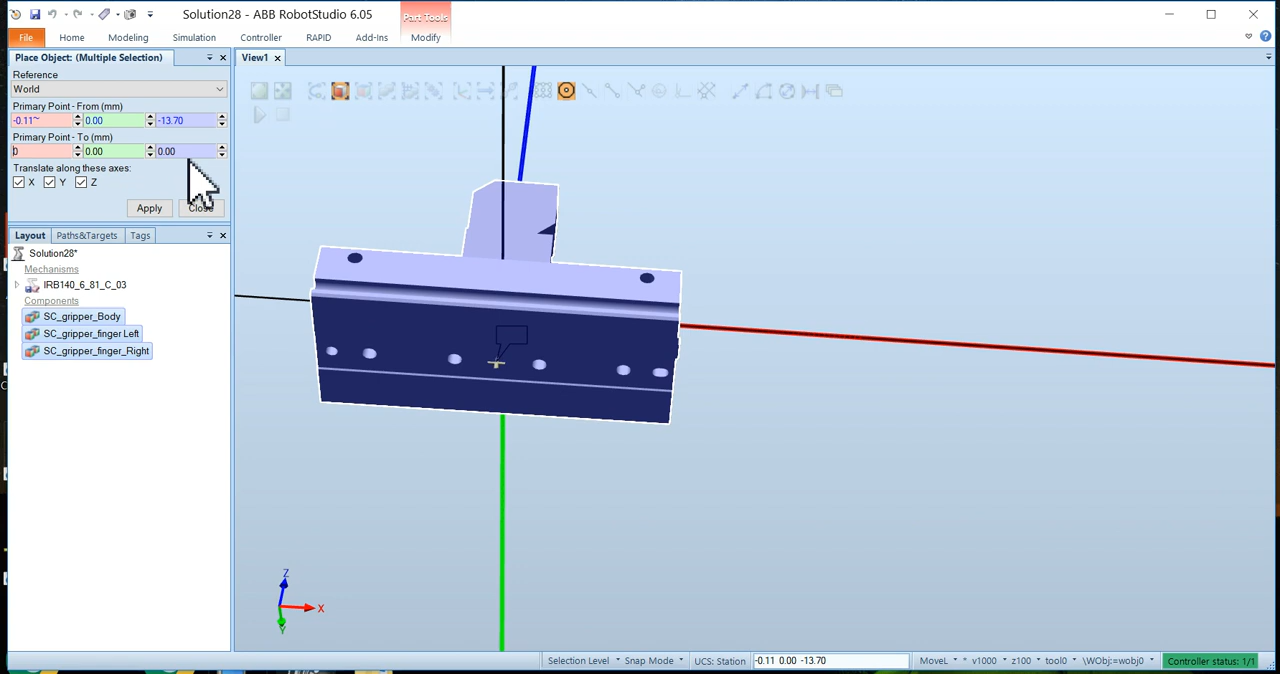 Solution28 - ABB RobotStudio 6.05
Part Tools
File
Home
Modeling
Simulation
Controller
RAPID
Add-Ins
Modify
Place Object: (Multiple Selection)
View1
Reference
World
Primary Point - From (mm)
-0.11~
0.00
-13.70
Primary Point - To (mm)
0
0.00
0.00
Translate along these axes:
X
Y
Z
Apply
Close
Layout
Paths&Targets
Tags
Solution28*
Mechanisms
IRB140_6_81_C_03
Components
SC_gripper_Body
SC_gripper_finger Left
SC_gripper_finger_Right
Z
X
Y
Selection Level
Snap Mode
UCS: Station
-0.11 0.00 -13.70
MoveL
* v1000
z100
tool0
\WObj:=wobj0
Controller status: 1/1